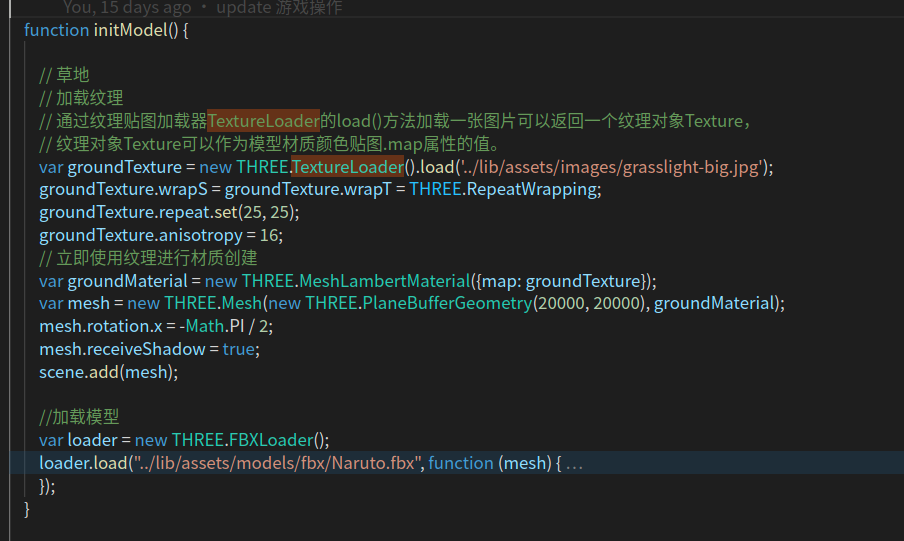 You, 15 days ago • update 游戏操作
function initModel() {
// 草地
// 加载纹理
// 通过纹理贴图加载器TextureLoader的load()方法加载一张图片可以返回一个纹理对象Texture，
// 纹理对象Texture可以作为模型材质颜色贴图.map属性的值。
var groundTexture = new THREE.TextureLoader().load('../lib/assets/images/grasslight-big.jpg');
groundTexture.wrapS = groundTexture.wrapT = THREE.RepeatWrapping;
groundTexture.repeat.set(25, 25);
groundTexture.anisotropy = 16;
// 立即使用纹理进行材质创建
var groundMaterial = new THREE.MeshLambertMaterial({map: groundTexture});
var mesh = new THREE.Mesh(new THREE.PlaneBufferGeometry(20000, 20000), groundMaterial);
mesh.rotation.x = -Math.PI / 2;
mesh.receiveShadow = true;
scene.add(mesh);
//加载模型
var loader = new THREE.FBXLoader();
loader.load("../lib/assets/models/fbx/Naruto.fbx", function (mesh) { …
});
}